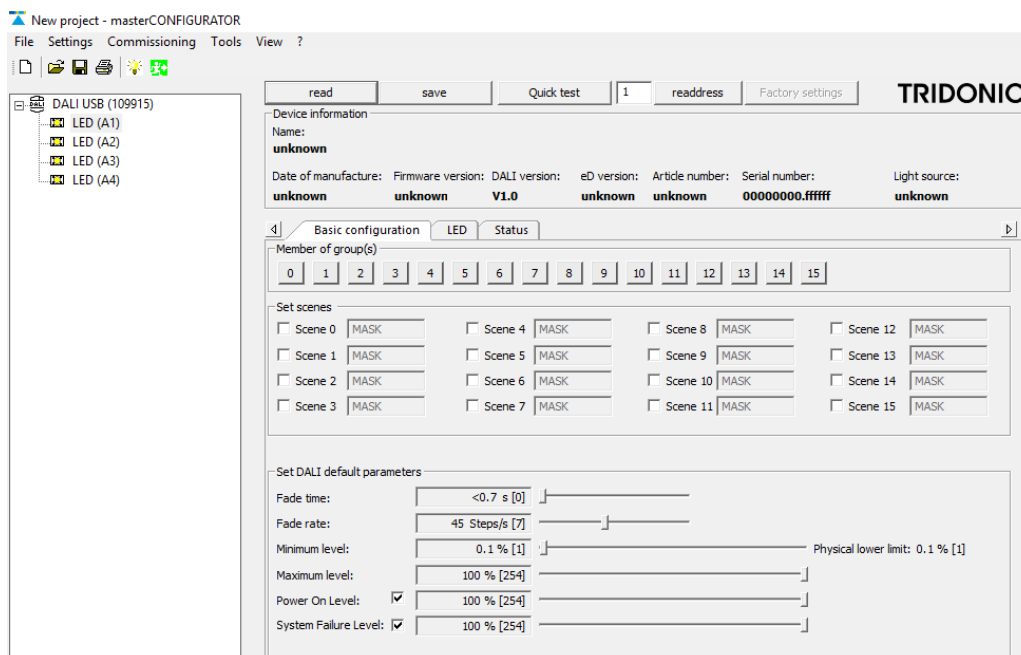 New project - masterCONFIGURATOR
File Settings Commissioning Tools View ?
read save Quick test 1 readdress Factory settings TRIDONIC
DALI USB (109915)
LED (A1)
LED (A2)
LED (A3)
LED (A4)
Device information
Name:
unknown
Date of manufacture: Firmware version: DALI version: eD version: Article number: Serial number: Light source:
unknown unknown V1.0 unknown unknown 00000000.ffffff unknown
Basic configuration LED Status
Member of group(s)
0 1 2 3 4 5 6 7 8 9 10 11 12 13 14 15
Set scenes
Scene 0 MASK Scene 4 MASK Scene 8 MASK Scene 12 MASK
Scene 1 MASK Scene 5 MASK Scene 9 MASK Scene 13 MASK
Scene 2 MASK Scene 6 MASK Scene 10 MASK Scene 14 MASK
Scene 3 MASK Scene 7 MASK Scene 11 MASK Scene 15 MASK
Set DALI default parameters
Fade time: <0.7 s [0]
Fade rate: 45 Steps/s [7]
Minimum level: 0.1 % [1] Physical lower limit: 0.1 % [1]
Maximum level: 100 % [254]
Power On Level: 100 % [254]
System Failure Level: 100 % [254]